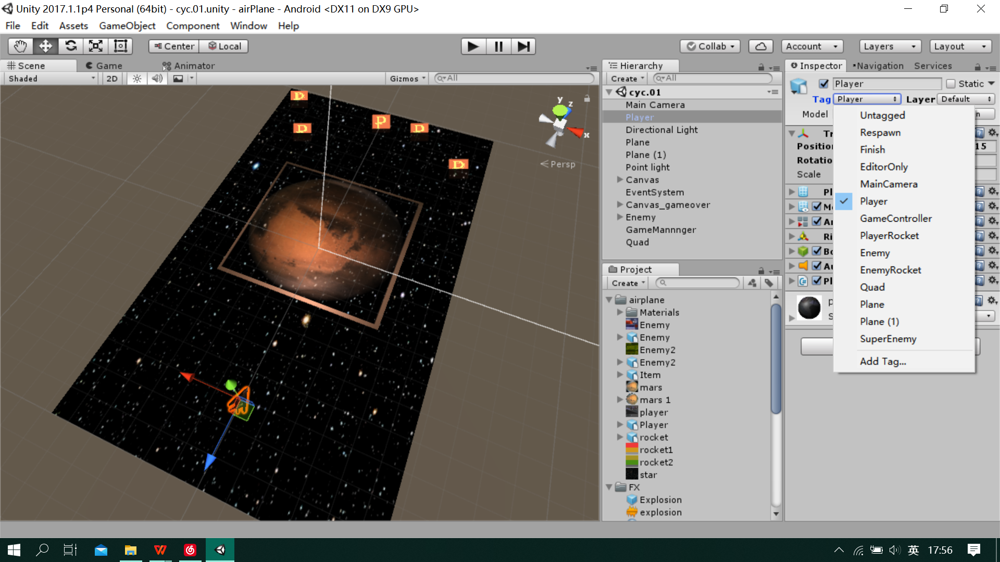 Unity 2017.1.1p4 Personal (64bit) - cyc.01.unity - airPlane - Android <DX11 on DX9 GPU>
File Edit Assets GameObject Component Window Help
Center Local
Collab Account Layers Layout
Scene Game Animator
Shaded 2D Gizmos All
y
z
x
Persp
D
D
P
D
D
Hierarchy
Create All
cyc.01
Main Camera
Player
Directional Light
Plane
Plane (1)
Point light
Canvas
EventSystem
Canvas_gameover
Enemy
GameMannnger
Quad
Project
Create
airplane
Materials
Enemy
Enemy
Enemy2
Enemy2
Item
mars
mars 1
player
Player
rocket
rocket1
rocket2
star
FX
Explosion
explosion
Inspector Navigation Services
Player Static
Tag Player Layer Default
Model
Tr
Positio 15
Rotatio
Scale
Pl
M
Ar
Ri
Bo
Au
Pl
p
S
Untagged
Respawn
Finish
EditorOnly
MainCamera
Player
GameController
PlayerRocket
Enemy
EnemyRocket
Quad
Plane
Plane (1)
SuperEnemy
Add Tag...
英 17:56